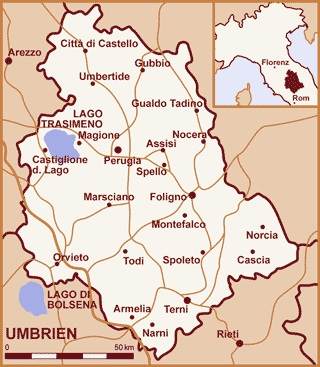 Arezzo
Città di Castello
Gubbio
Florenz
Rom
Umbertide
Gualdo Tadino
LAGO
TRASIMENO
Magione
Nocera
Castiglione
d. Lago
Perugia
Assisi
Spello
Marsciano
Foligno
Montefalco
Norcia
Orvieto
Todi
Spoleto
Cascia
LAGO DI
BOLSENA
Armelia
Terni
UMBRIEN
Narni
Rieti
0
50 km